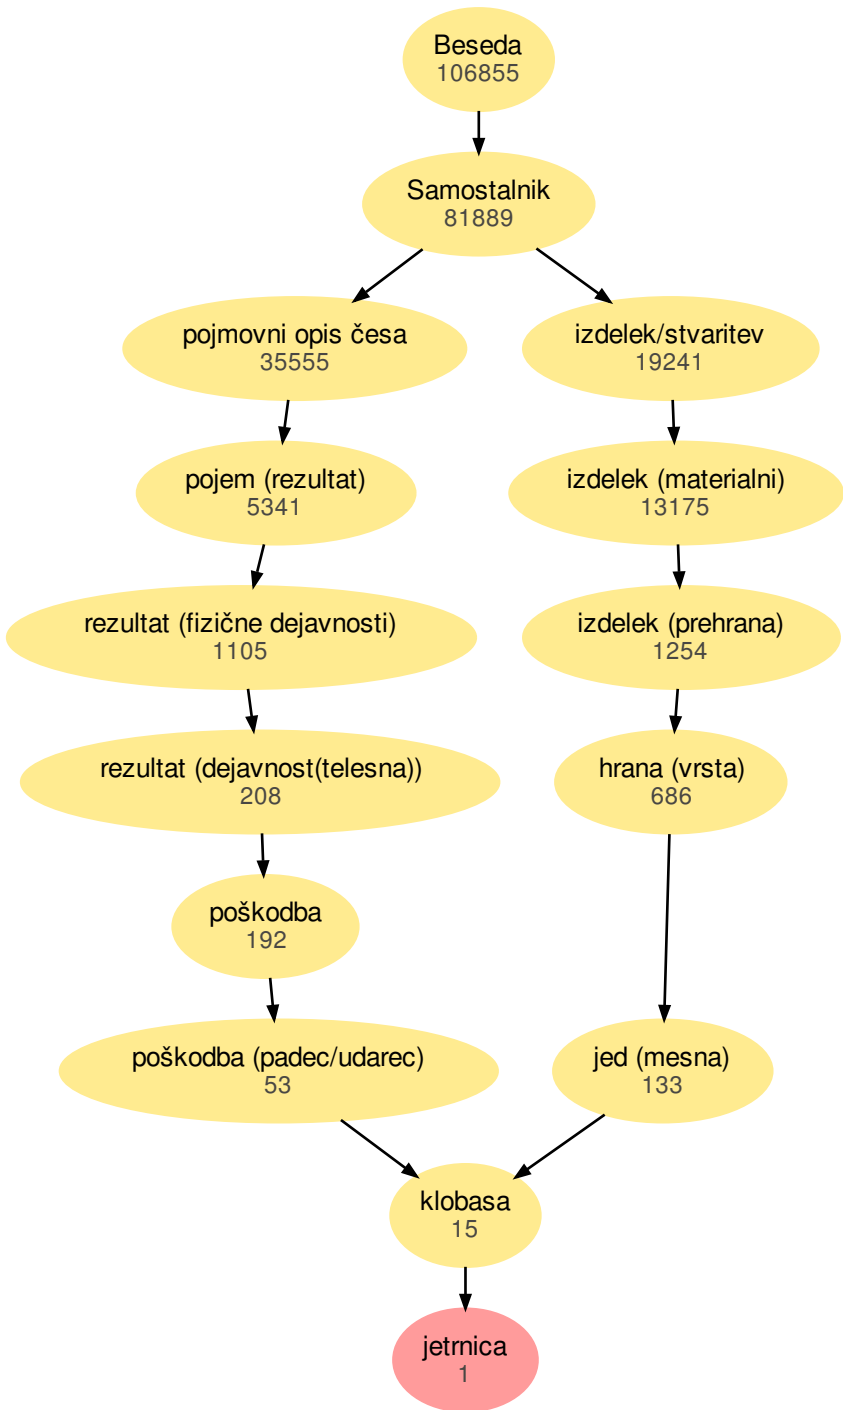 Beseda
106855
Samostalnik
81889
pojmovni opis česa
35555
izdelek/stvaritev
19241
pojem (rezultat)
5341
izdelek (materialni)
13175
rezultat (fizične dejavnosti)
1105
izdelek (prehrana)
1254
rezultat (dejavnost(telesna))
208
hrana (vrsta)
686
poškodba
192
poškodba (padec/udarec)
53
jed (mesna)
133
klobasa
15
jetrnica
1